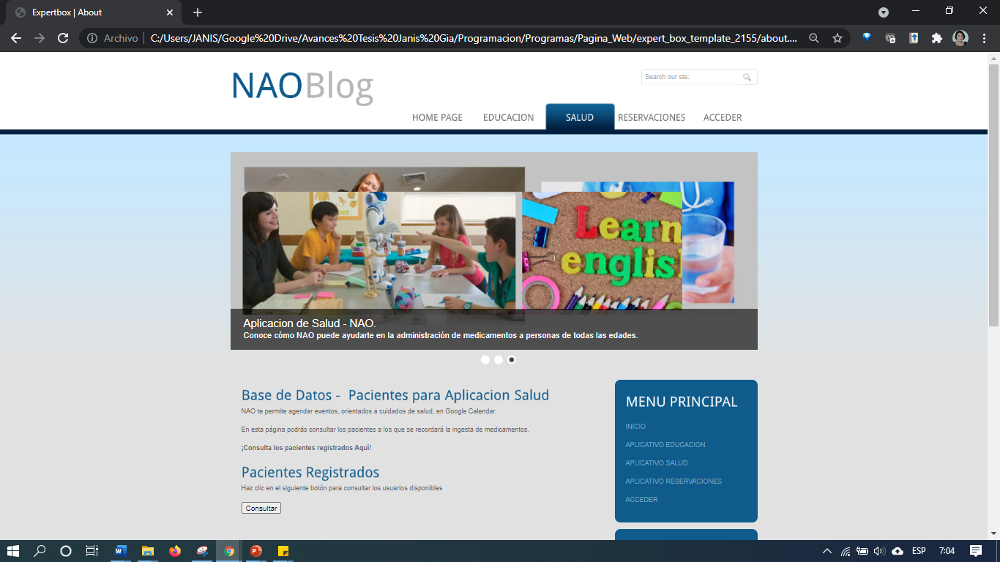 Expertbox | About
Archivo | C:/Users/JANIS/Google%20Drive/Avances%20Tesis%20Janis%20Gia/Programacion/Programas/Pagina_Web/expert_box_template_2155/about....
NAOBlog
Search our ste:
HOME PAGE EDUCACION SALUD RESERVACIONES ACCEDER
Learn
english
Aplicacion de Salud - NAO.
Conoce cómo NAO puede ayudarte en la administración de medicamentos a personas de todas las edades.
Base de Datos - Pacientes para Aplicacion Salud
NAO te permite agendar eventos, orientados a cuidados de salud, en Google Calendar.
En esta página podrás consultar los pacientes a los que se recordará la ingesta de medicamentos.
¡Consulta los pacientes registrados Aquí!
Pacientes Registrados
Haz clic en el siguiente botón para consultar los usuarios disponibles
Consultar
MENU PRINCIPAL
INICIO
APLICATIVO EDUCACION
APLICATIVO SALUD
APLICATIVO RESERVACIONES
ACCEDER
ESP 7:04